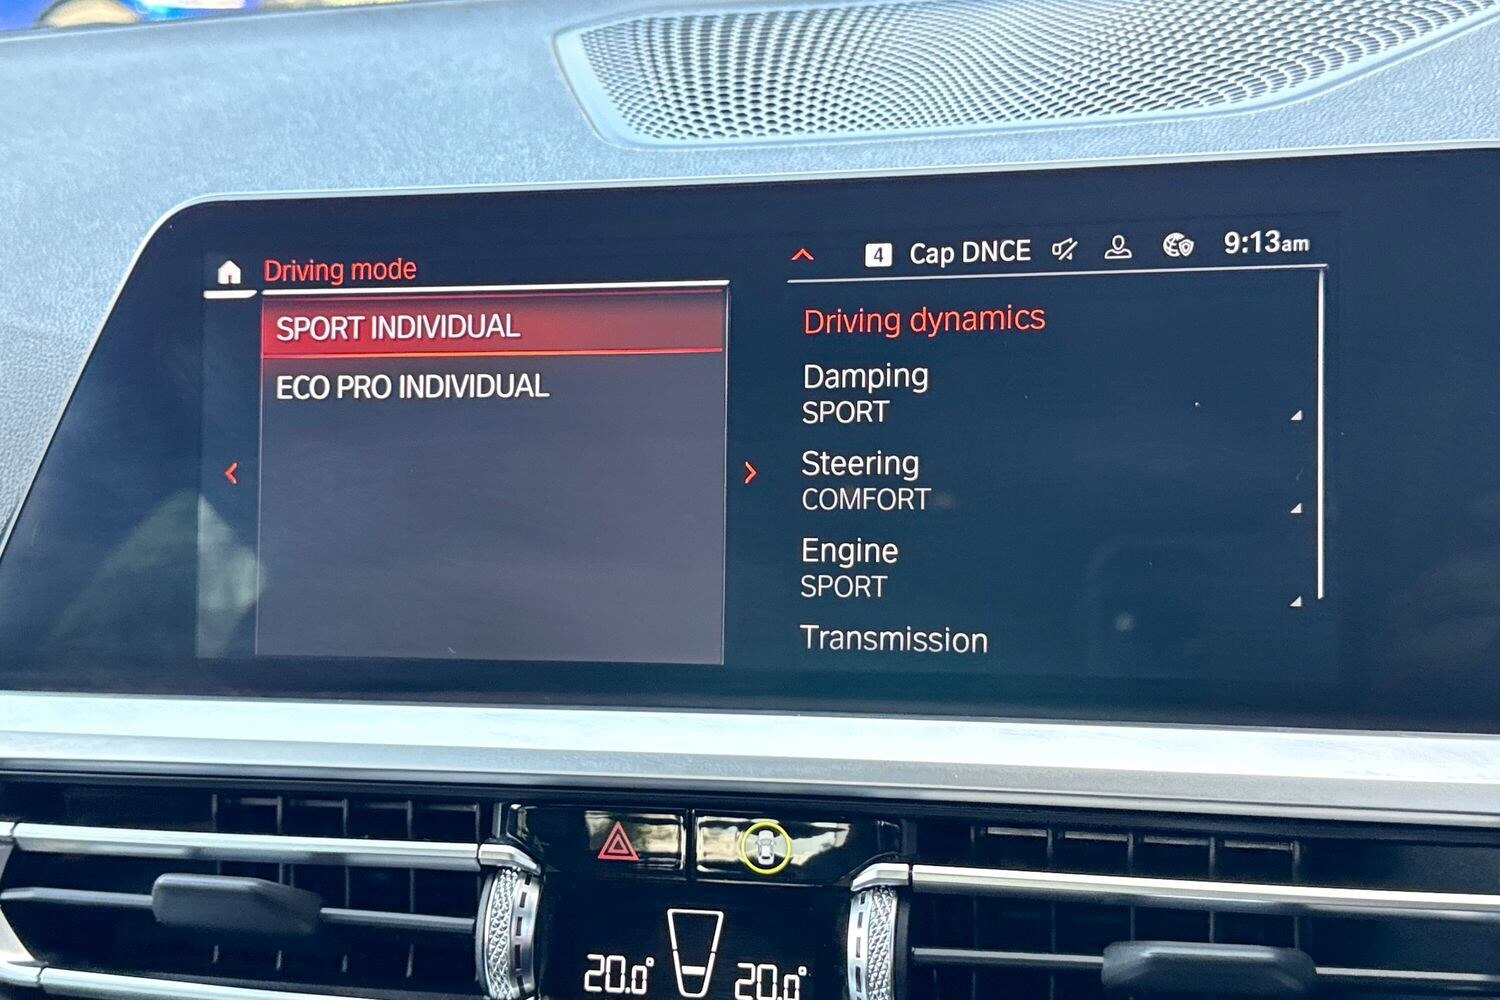 Driving mode
4 Cap DNCE 9:13am
SPORT INDIVIDUAL
ECO PRO INDIVIDUAL
Driving dynamics
Damping
SPORT
Steering
COMFORT
Engine
SPORT
Transmission
20.0° 20.0°